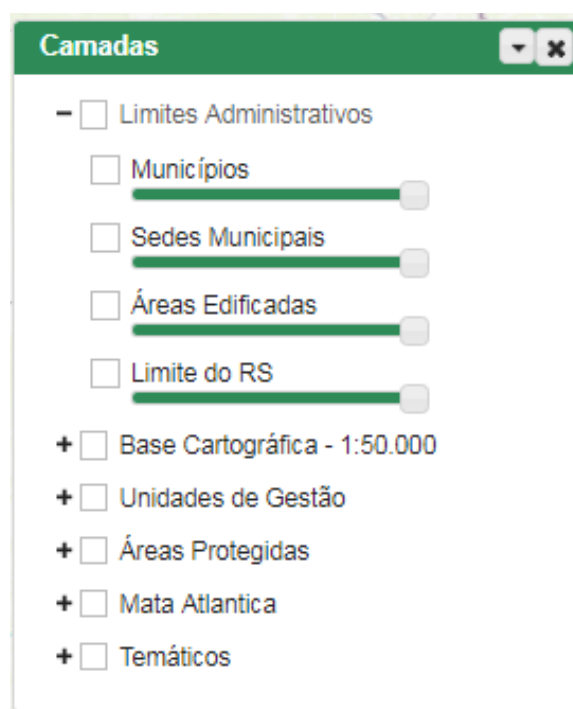 Camadas
Limites Administrativos
Municípios
Sedes Municipais
Áreas Edificadas
Limite do RS
Base Cartográfica - 1:50.000
Unidades de Gestão
Áreas Protegidas
Mata Atlantica
Temáticos